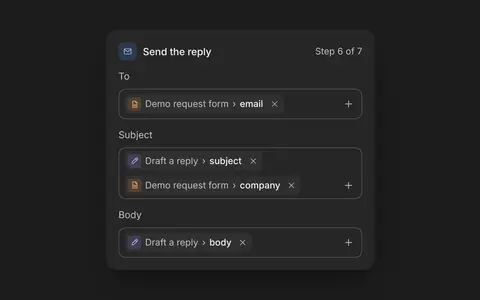 Send the reply
Step 6 of 7
To
Demo request form › email ×
Subject
Draft a reply › subject ×
Demo request form › company ×
Body
Draft a reply › body ×